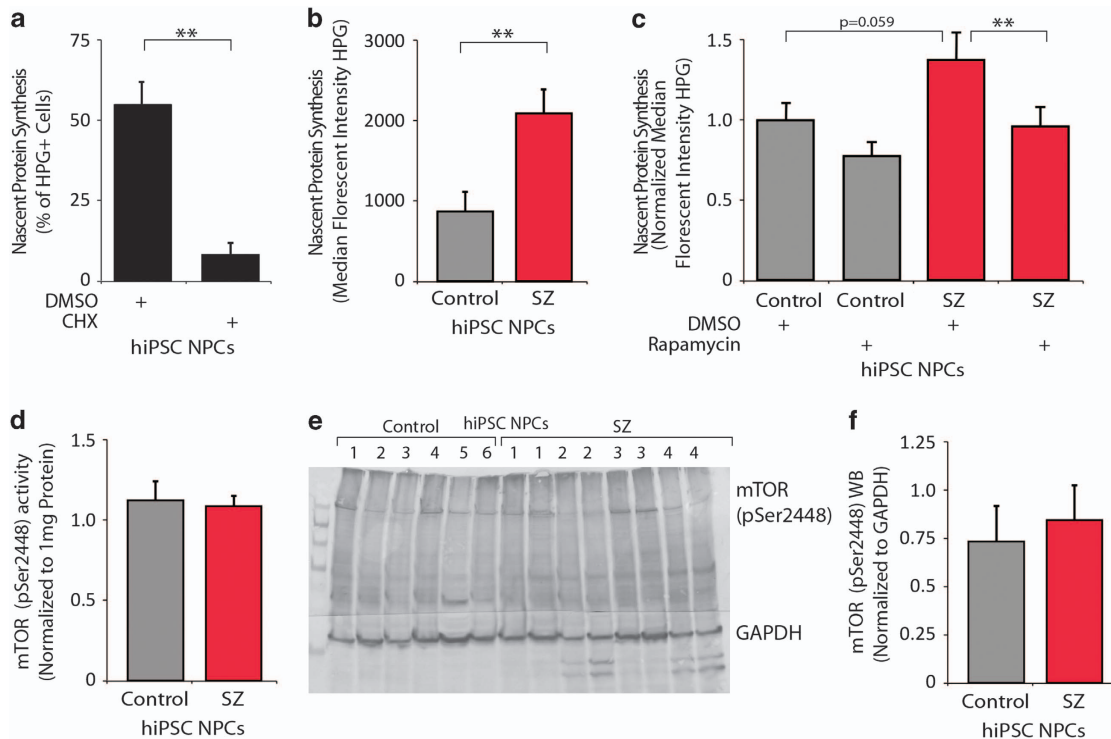 a
Nascent Protein Synthesis
(% of HPG+ Cells)
75
50
25
0
**
DMSO +
CHX +
hiPSC NPCs
b
Nascent Protein Synthesis
(Median Florescent Intensity HPG)
3000
2000
1000
0
**
Control SZ
hiPSC NPCs
c
Nascent Protein Synthesis
(Normalized Median
Florescent Intensity HPG)
1.5
1.0
0.5
0
p=0.059 **
Control Control SZ SZ
DMSO + +
Rapamycin + +
hiPSC NPCs
d
mTOR (pSer2448) activity
(Normalized to 1mg Protein)
1.5
1.0
0.5
0
Control SZ
hiPSC NPCs
e
Control hiPSC NPCs SZ
1 2 3 4 5 6 1 1 2 2 3 3 4 4
mTOR
(pSer2448)
GAPDH
f
mTOR (pSer2448) WB
(Normalized to GAPDH)
1.25
1.0
0.75
0.5
0.25
0
Control SZ
hiPSC NPCs